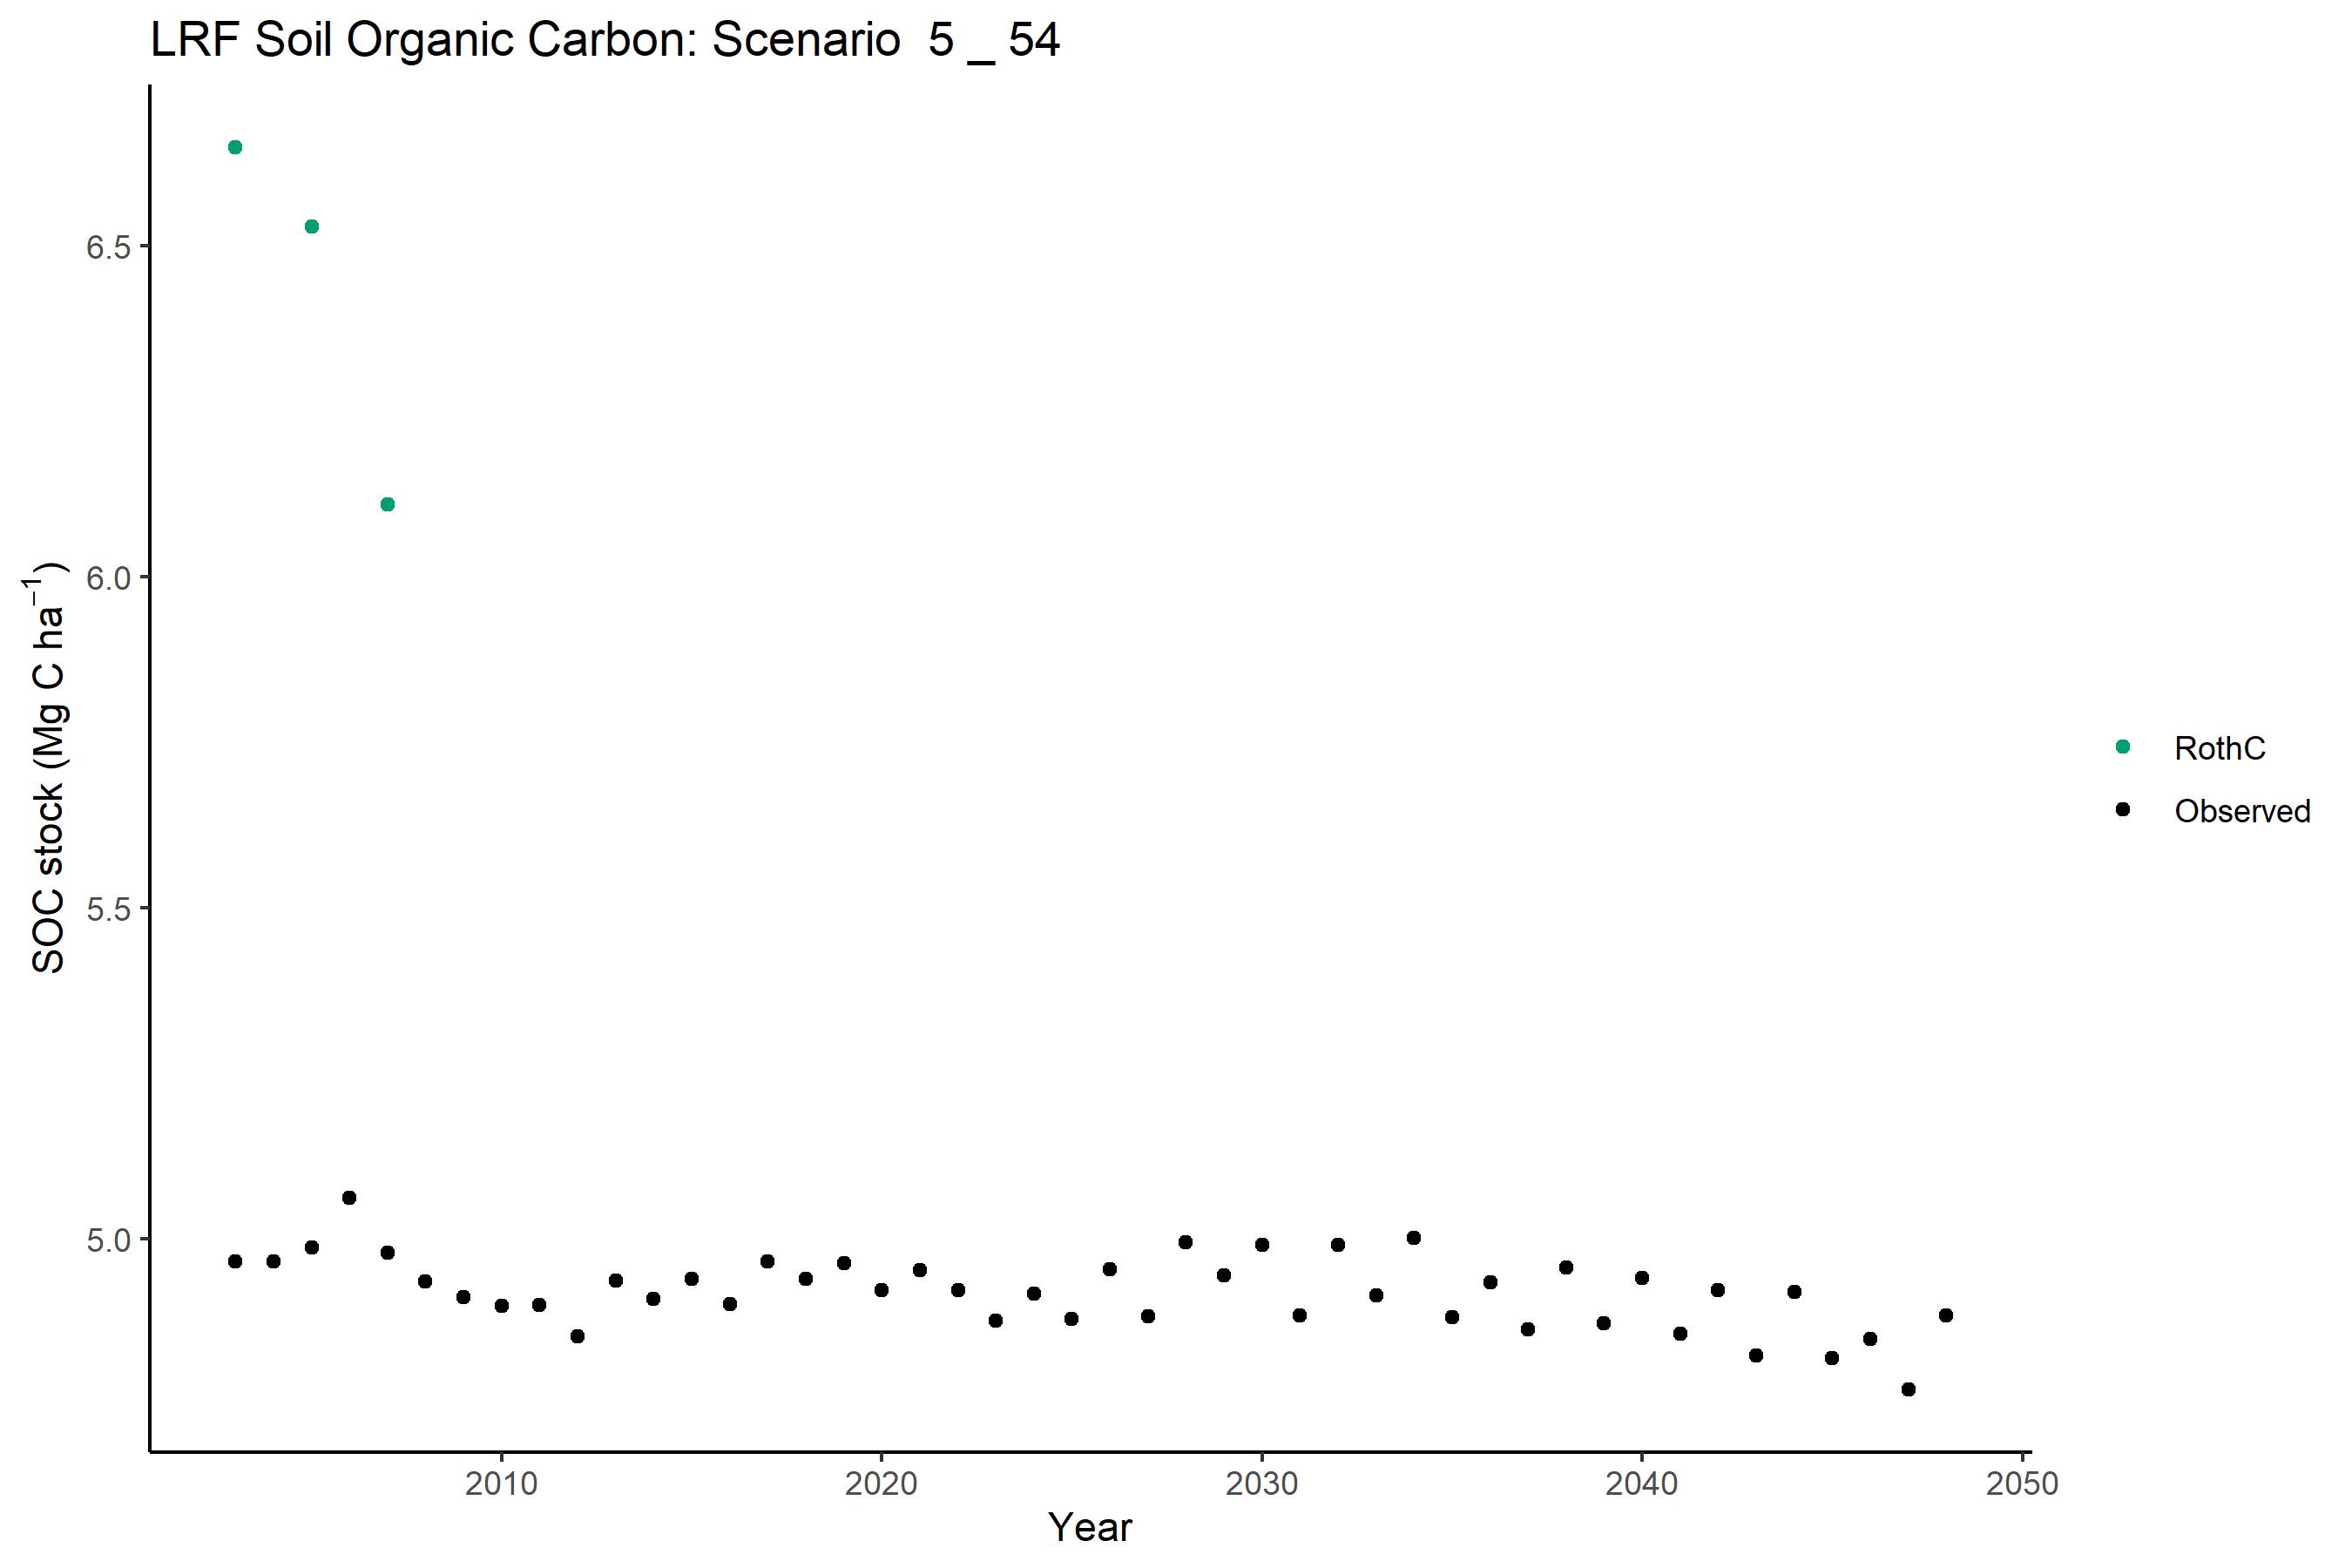 LRF Soil Organic Carbon: Scenario  5 _ 54
SOC stock (Mg C ha⁻¹)
6.5
6.0
5.5
5.0
2010
2020
2030
2040
2050
Year
RothC
Observed